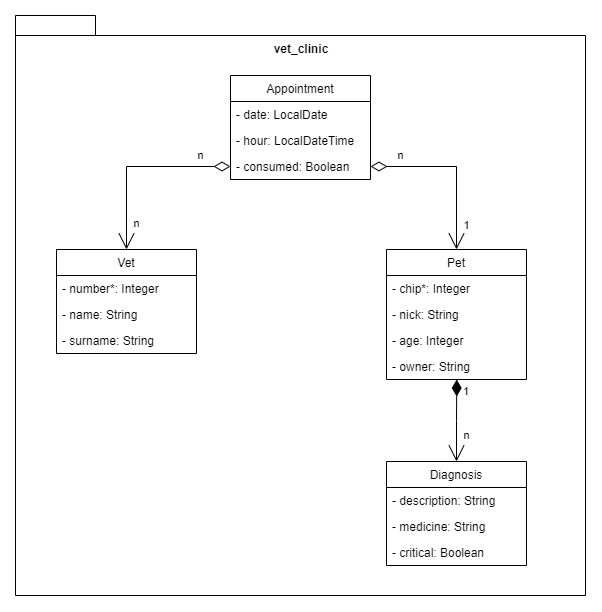 vet_clinic
Appointment
- date: LocalDate
- hour: LocalDateTime
- consumed: Boolean
n
n
n
1
Vet
- number*: Integer
- name: String
- surname: String
Pet
- chip*: Integer
- nick: String
- age: Integer
- owner: String
1
n
Diagnosis
- description: String
- medicine: String
- critical: Boolean